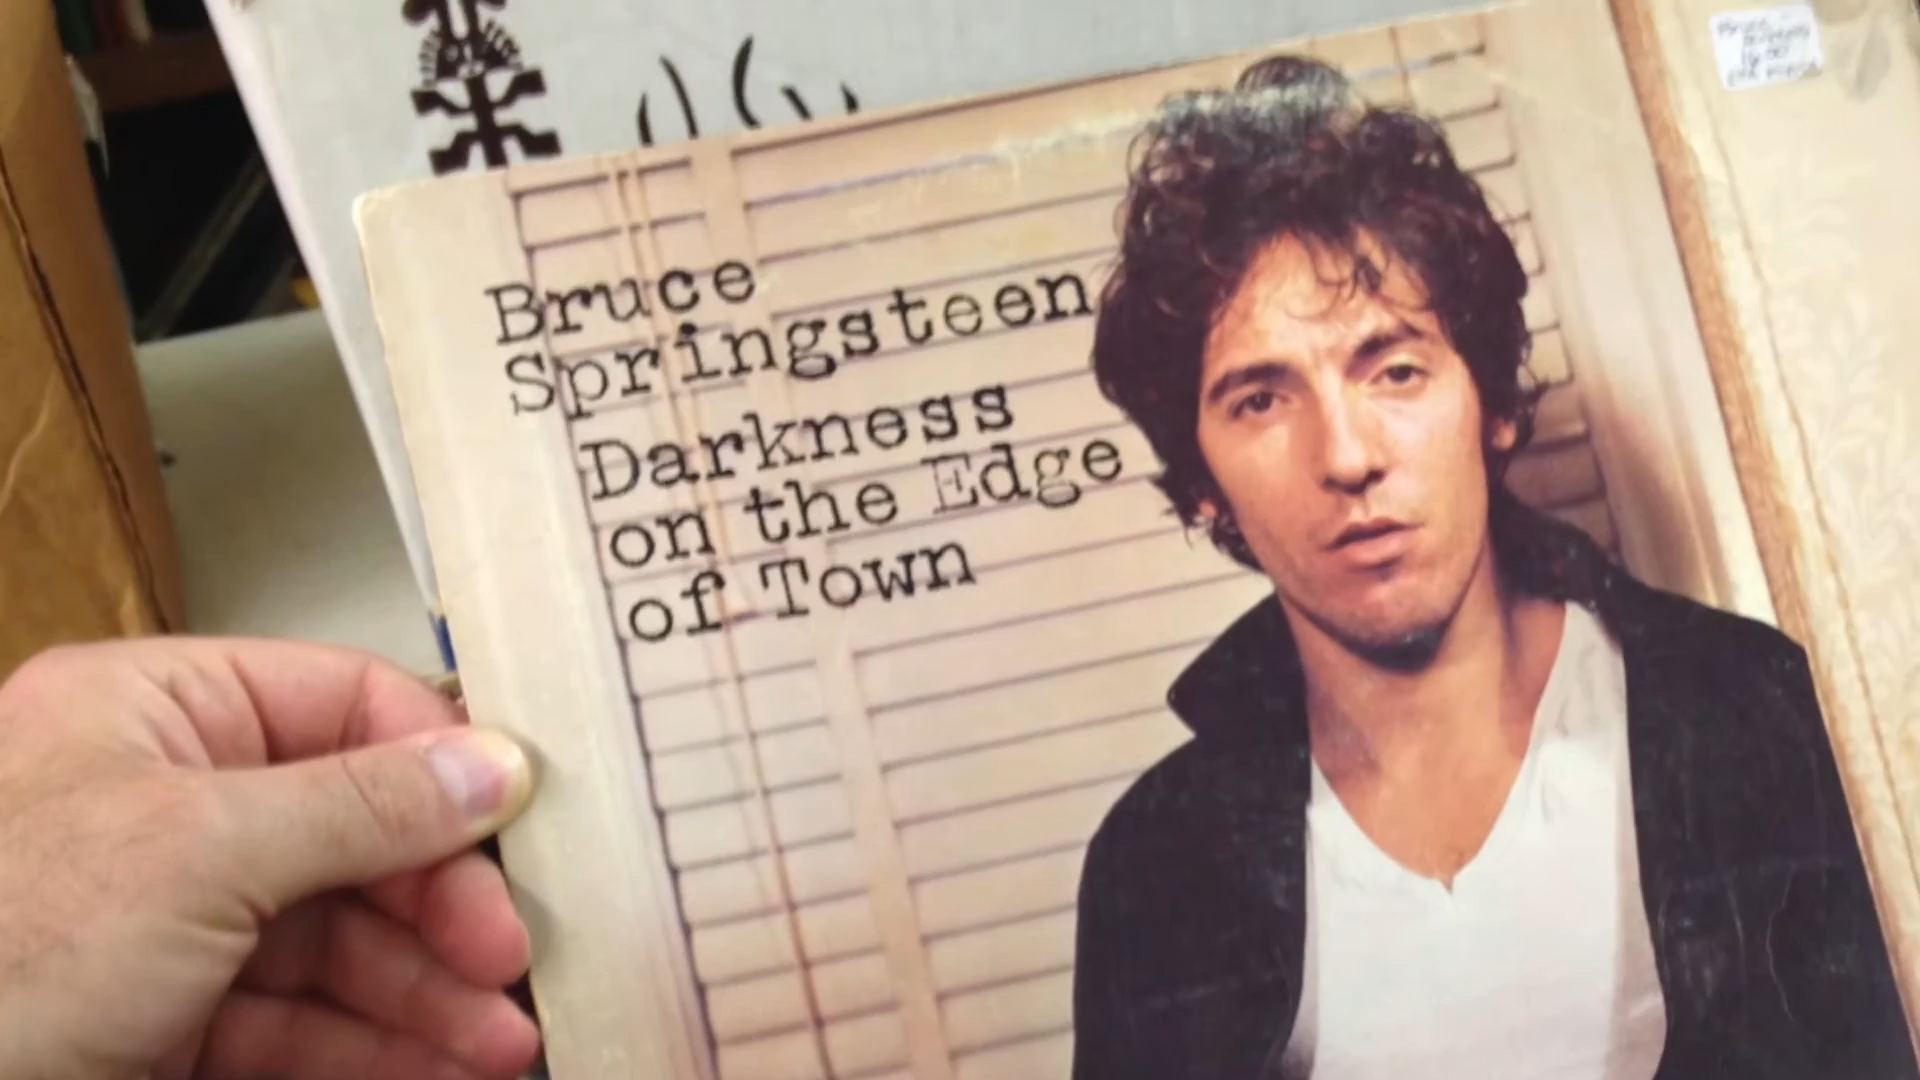 Bruce
Springsteen
Darkness
on the Edge
of Town